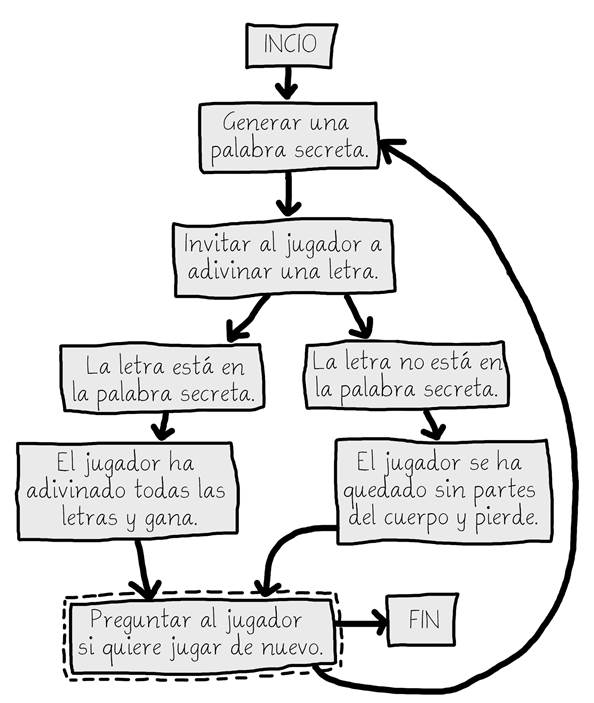 INCIO
Generar una
palabra secreta.
Invitar al jugador a
adivinar una letra.
La letra está en
la palabra secreta.
La letra no está en
la palabra secreta.
El jugador ha
adivinado todas las
letras y gana.
El jugador se ha
quedado sin partes
del cuerpo y pierde.
Preguntar al jugador
si quiere jugar de nuevo.
FIN